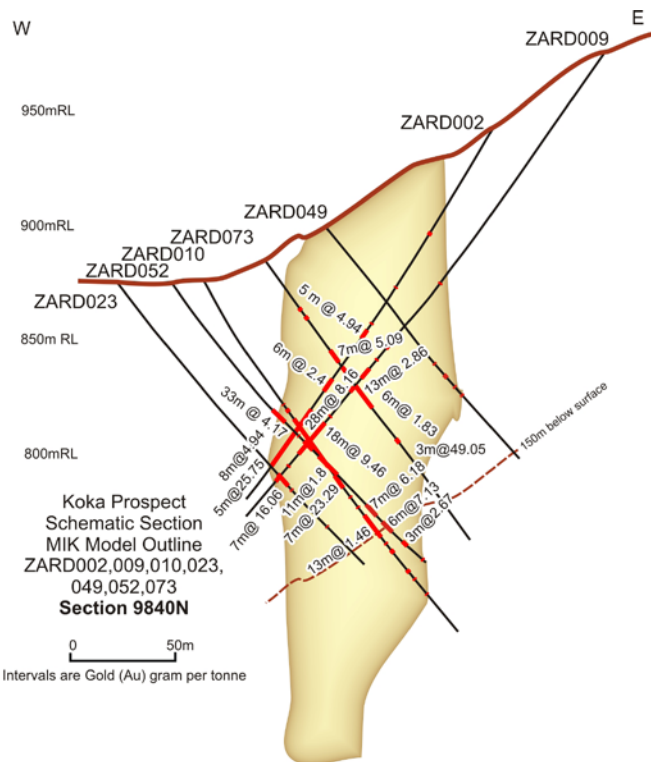 W
E
ZARD009
950mRL
ZARD002
900mRL
ZARD049
ZARD073
ZARD010
ZARD052
ZARD023
850m RL
5 m @ 4.94
7m@ 5.09
6m@ 2.4
13m@ 2.86
28m@ 8.16
33m @ 4.17
6m@ 1.83
150m below surface
800mRL
18m@ 9.46
3m@49.05
8m@4.94
5m@25.75
7m@ 6.18
11m@1.8
7m@ 16.06
7m@ 23.29
6m@7.13
3m@2.67
13m@ 1.46
Koka Prospect
Schematic Section
MIK Model Outline
ZARD002,009,010,023,
049,052,073
Section 9840N
0 50m
Intervals are Gold (Au) gram per tonne